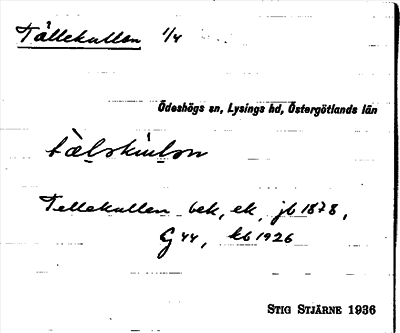 Tällekullen 1/4
Ödeshögs sn, Lysings hd, Östergötlands län
Tellekullen bek, ek, jb 1878,
G 44, kb 1926
STIG STJÄRNE 1936